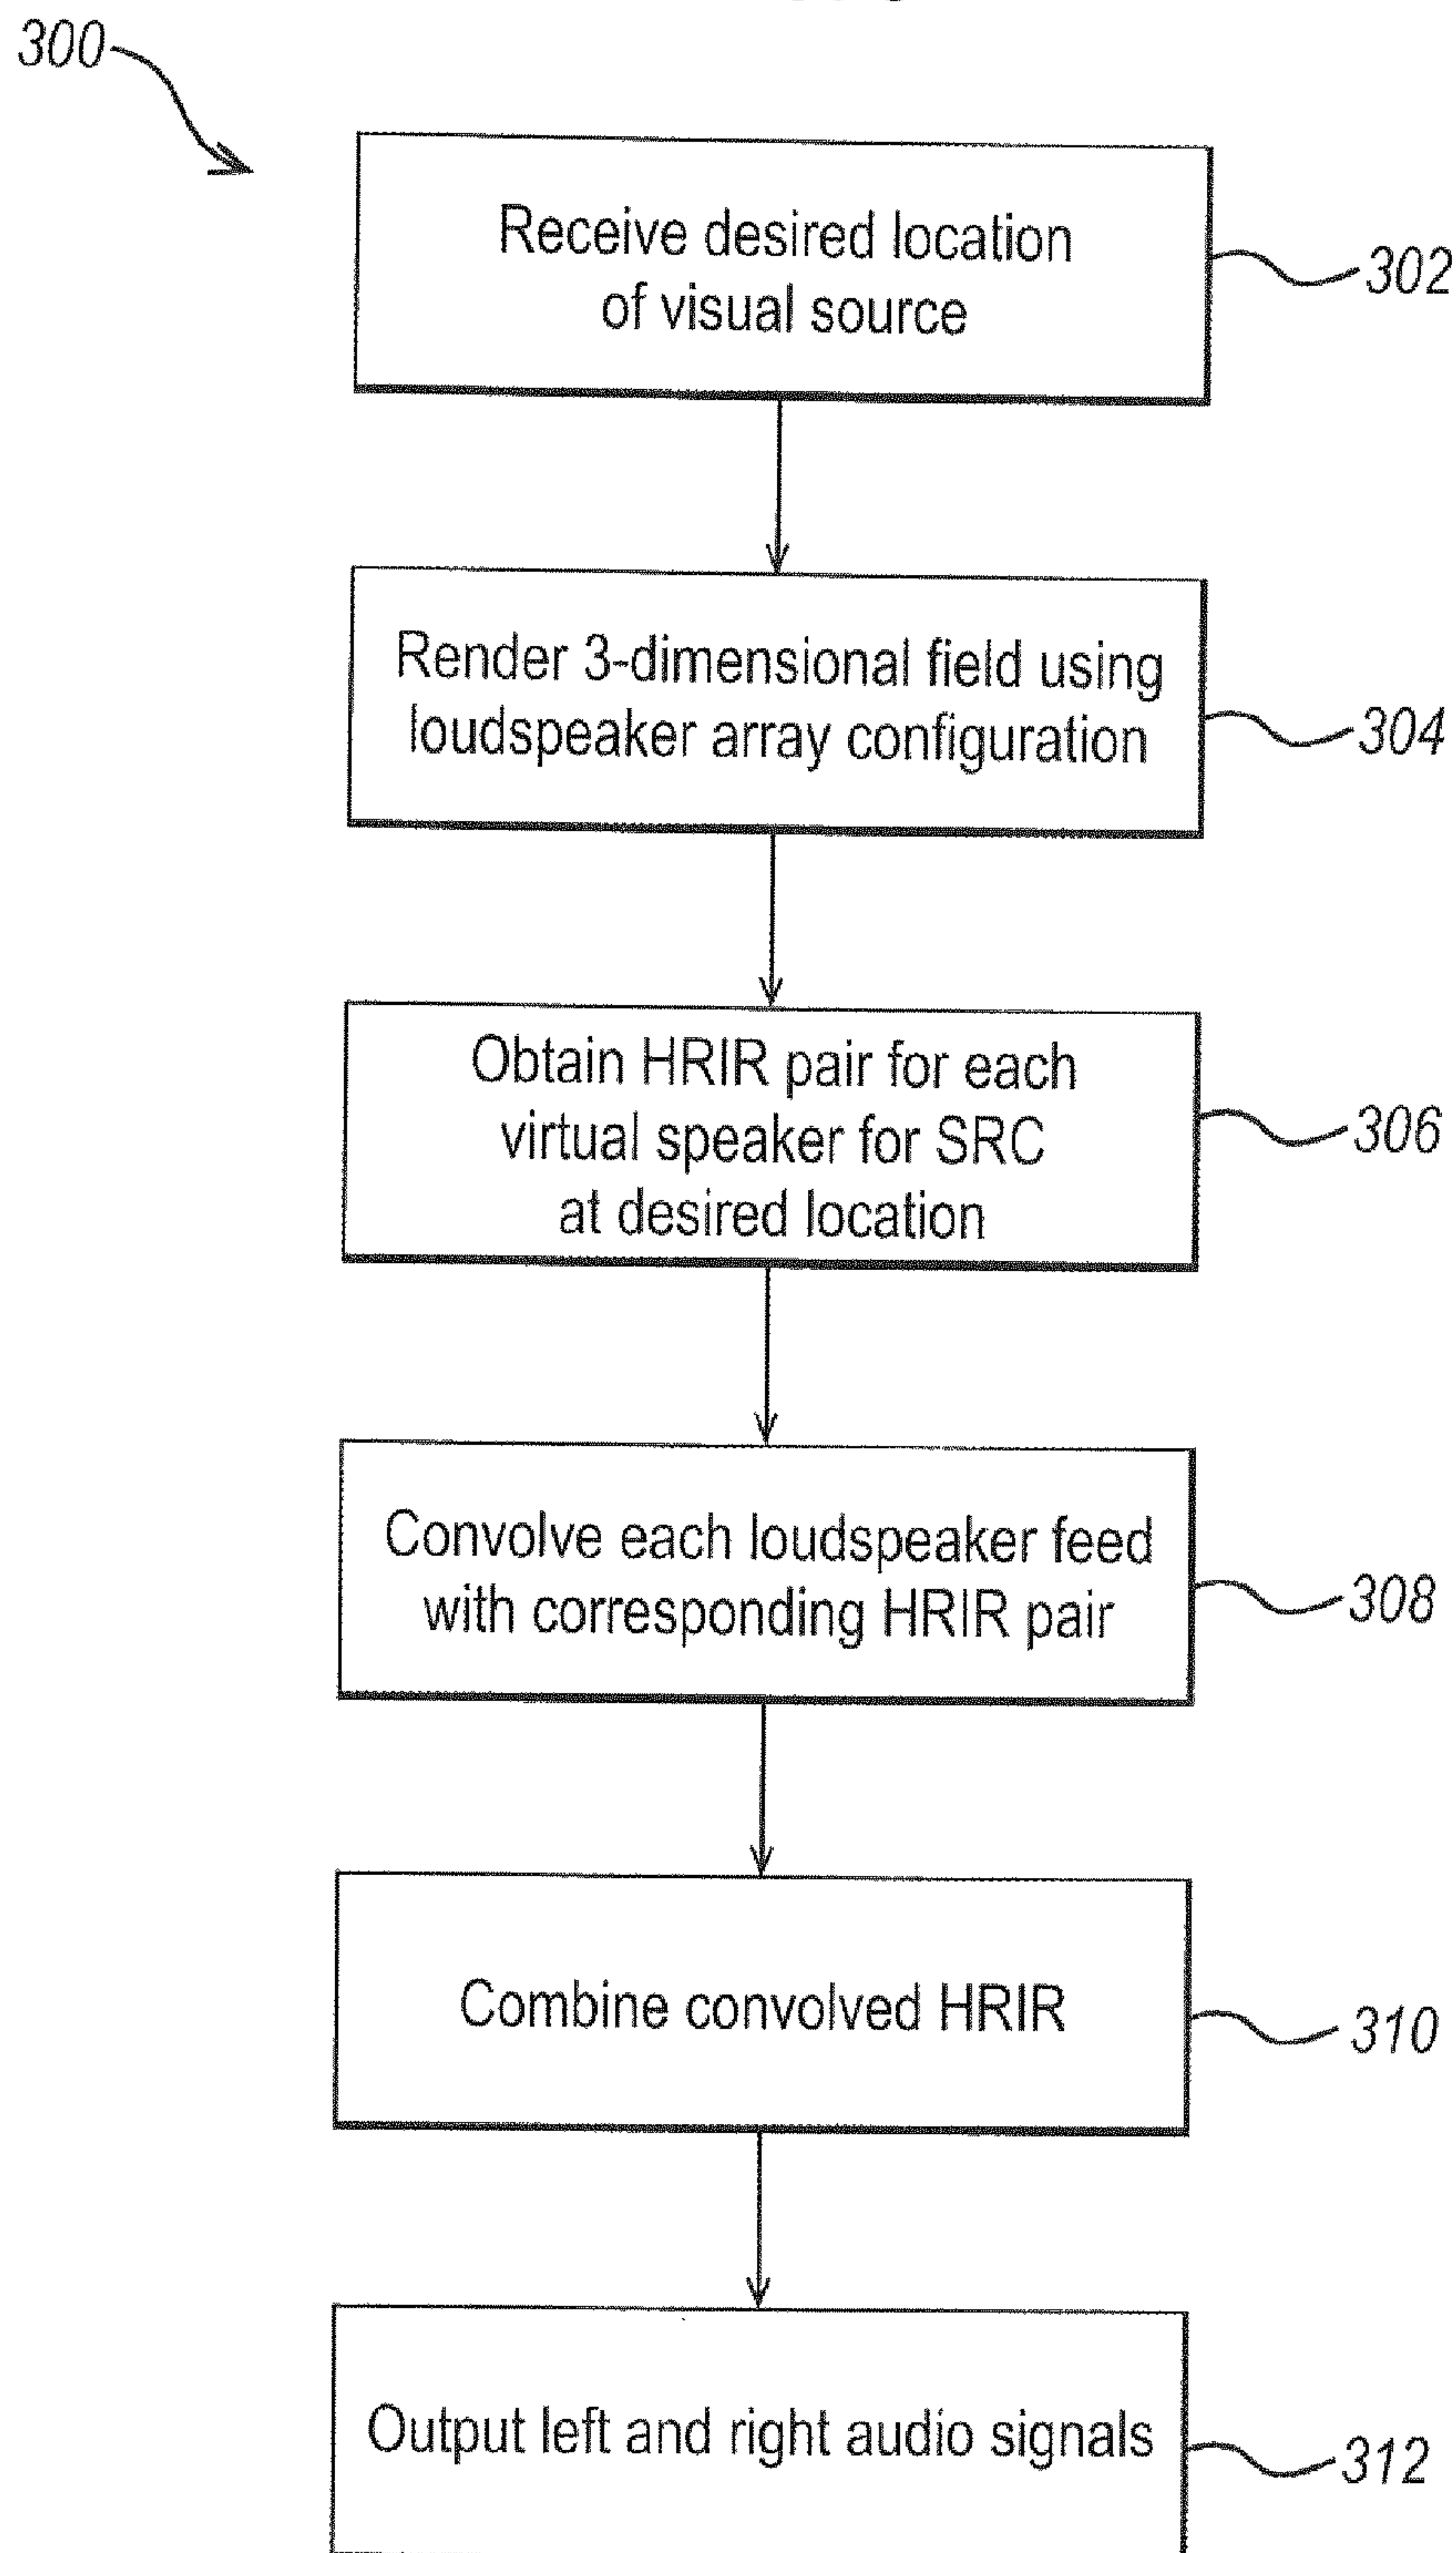 300
Receive desired location
of visual source
302
Render 3-dimensional field using
loudspeaker array configuration
304
Obtain HRIR pair for each
virtual speaker for SRC
at desired location
306
Convolve each loudspeaker feed
with corresponding HRIR pair
308
Combine convolved HRIR
310
Output left and right audio signals
312